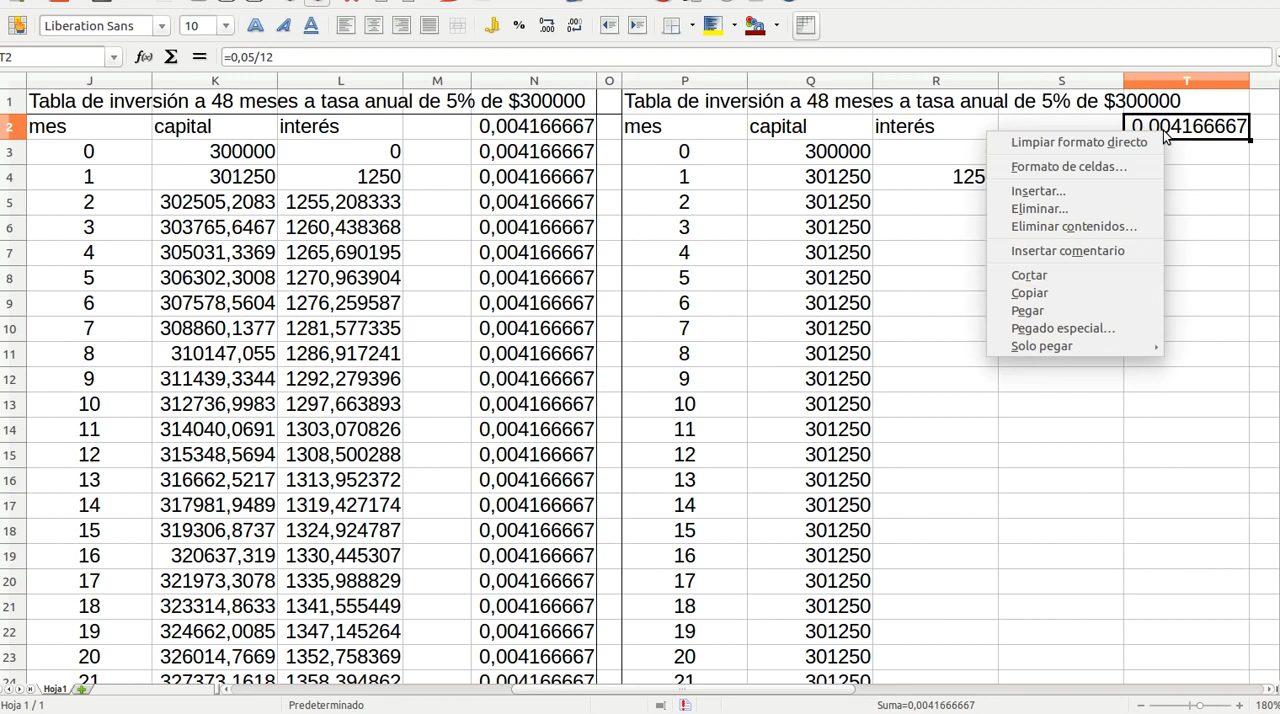 Liberation Sans 10
T2 =0,05/12
J K L M N O P Q R S T
1 Tabla de inversión a 48 meses a tasa anual de 5% de $300000 Tabla de inversión a 48 meses a tasa anual de 5% de $300000
2 mes capital interés 0,004166667 mes capital interés 0,004166667
3 0 300000 0 0,004166667 0 300000
4 1 301250 1250 0,004166667 1 301250 125
5 2 302505,2083 1255,208333 0,004166667 2 301250
6 3 303765,6467 1260,438368 0,004166667 3 301250
7 4 305031,3369 1265,690195 0,004166667 4 301250
8 5 306302,3008 1270,963904 0,004166667 5 301250
9 6 307578,5604 1276,259587 0,004166667 6 301250
10 7 308860,1377 1281,577335 0,004166667 7 301250
11 8 310147,055 1286,917241 0,004166667 8 301250
12 9 311439,3344 1292,279396 0,004166667 9 301250
13 10 312736,9983 1297,663893 0,004166667 10 301250
14 11 314040,0691 1303,070826 0,004166667 11 301250
15 12 315348,5694 1308,500288 0,004166667 12 301250
16 13 316662,5217 1313,952372 0,004166667 13 301250
17 14 317981,9489 1319,427174 0,004166667 14 301250
18 15 319306,8737 1324,924787 0,004166667 15 301250
19 16 320637,319 1330,445307 0,004166667 16 301250
20 17 321973,3078 1335,988829 0,004166667 17 301250
21 18 323314,8633 1341,555449 0,004166667 18 301250
22 19 324662,0085 1347,145264 0,004166667 19 301250
23 20 326014,7669 1352,758369 0,004166667 20 301250
24 21 327373,1618 1358,394862 0,004166667 21 301250
Limpiar formato directo
Formato de celdas...
Insertar...
Eliminar...
Eliminar contenidos...
Insertar comentario
Cortar
Copiar
Pegar
Pegado especial...
Solo pegar
Hoja1
Hoja 1 / 1 Predeterminado Suma=0,0041666667 180%